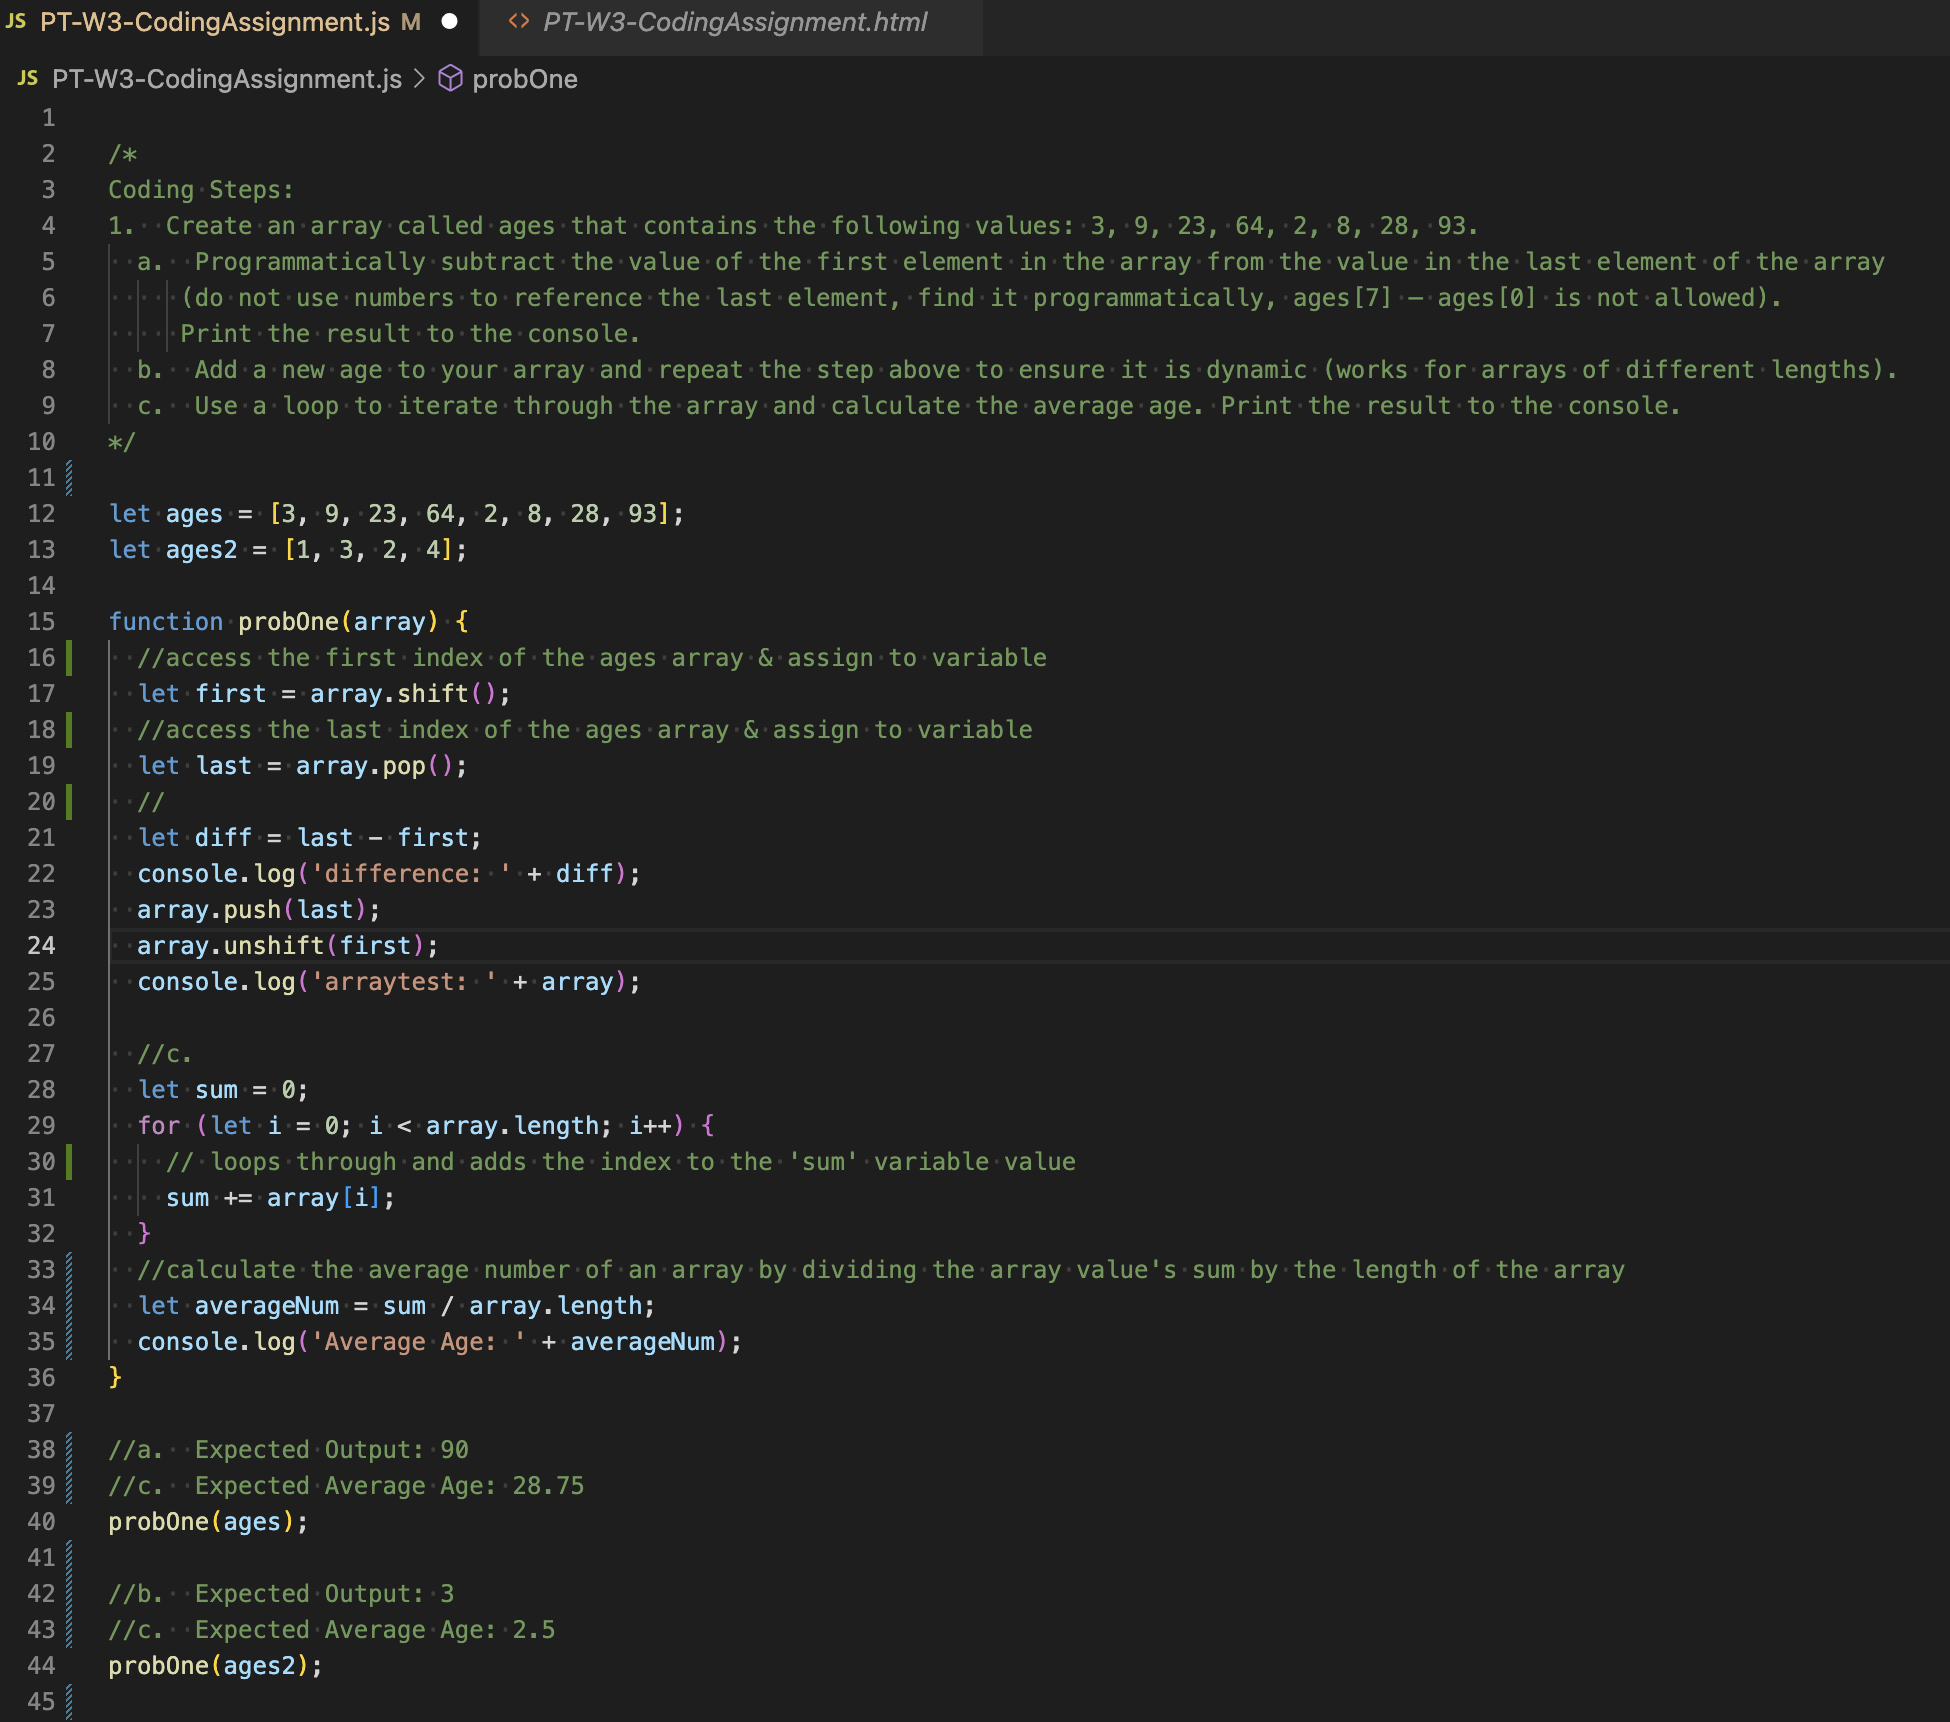 JS PT-W3-CodingAssignment.js M ● <> PT-W3-CodingAssignment.html
JS PT-W3-CodingAssignment.js > probOne
1
2 /*
3 Coding Steps:
4 1.  Create an array called ages that contains the following values: 3, 9, 23, 64, 2, 8, 28, 93.
5   a.  Programmatically subtract the value of the first element in the array from the value in the last element of the array
6      (do not use numbers to reference the last element, find it programmatically, ages[7] – ages[0] is not allowed).
7      Print the result to the console.
8   b.  Add a new age to your array and repeat the step above to ensure it is dynamic (works for arrays of different lengths).
9   c.  Use a loop to iterate through the array and calculate the average age. Print the result to the console.
10 */
11
12 let ages = [3, 9, 23, 64, 2, 8, 28, 93];
13 let ages2 = [1, 3, 2, 4];
14
15 function probOne(array) {
16   //access the first index of the ages array & assign to variable
17   let first = array.shift();
18   //access the last index of the ages array & assign to variable
19   let last = array.pop();
20   //
21   let diff = last - first;
22   console.log('difference: ' + diff);
23   array.push(last);
24   array.unshift(first);
25   console.log('arraytest: ' + array);
26
27   //c.
28   let sum = 0;
29   for (let i = 0; i < array.length; i++) {
30     // loops through and adds the index to the 'sum' variable value
31     sum += array[i];
32   }
33   //calculate the average number of an array by dividing the array value's sum by the length of the array
34   let averageNum = sum / array.length;
35   console.log('Average Age: ' + averageNum);
36 }
37
38 //a.  Expected Output: 90
39 //c.  Expected Average Age: 28.75
40 probOne(ages);
41
42 //b.  Expected Output: 3
43 //c.  Expected Average Age: 2.5
44 probOne(ages2);
45